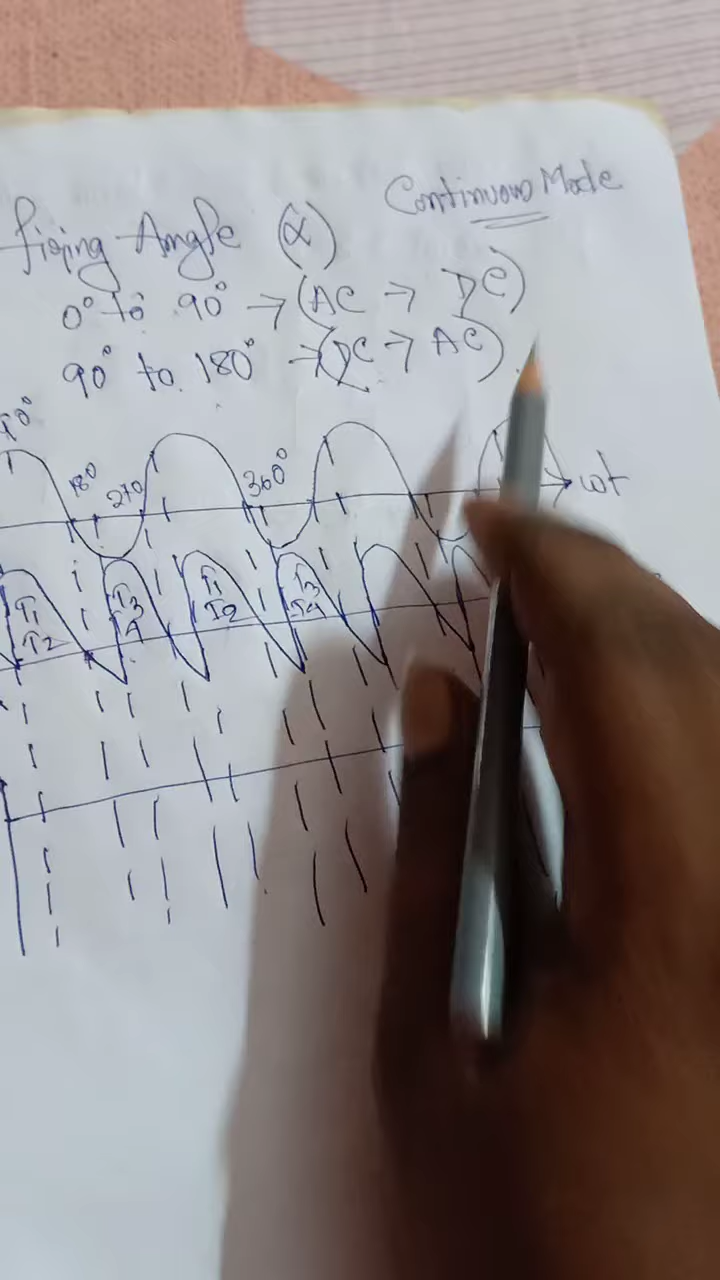 Continuous Mode
firing Angle (α)
0° to 90° → (AC → DC)
90° to 180° → (DC → AC)
180
270
360°
ωt
T1
T2
T3
4
T1
T2
T3
T4